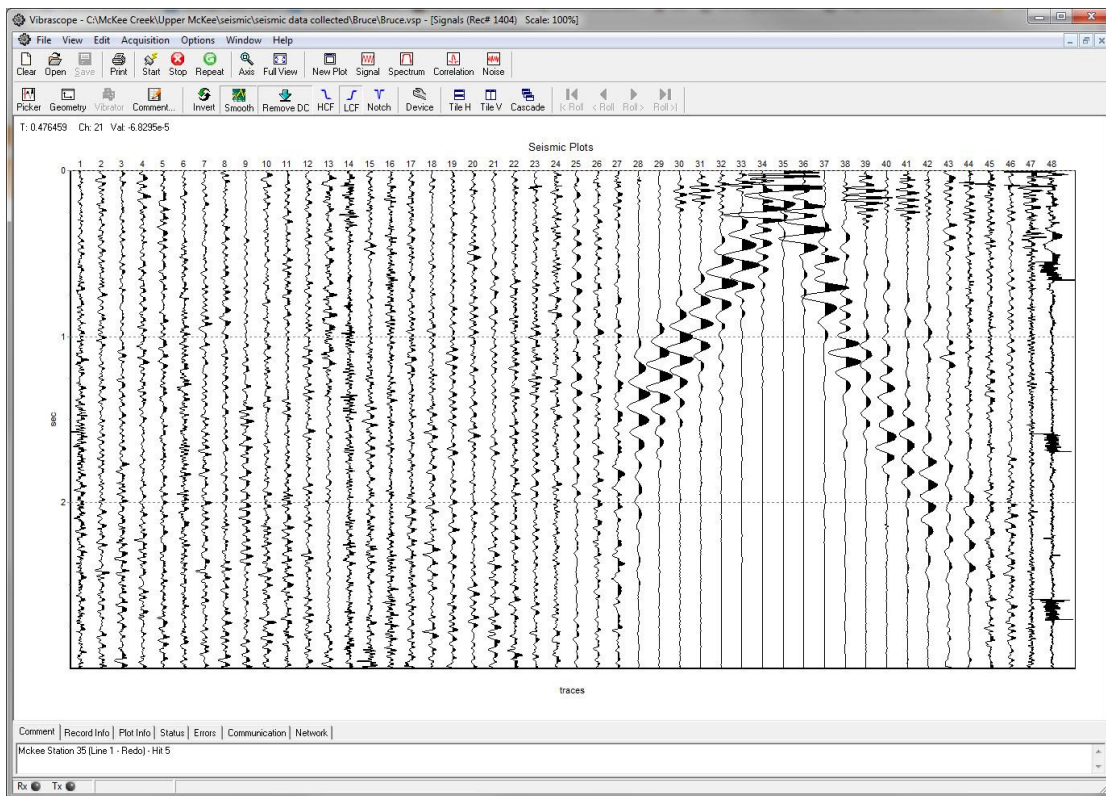 Vibrascope - C:\McKee Creek\Upper McKee\seismic\seismic data collected\Bruce\Bruce.vsp - [Signals (Rec# 1404)  Scale: 100%]
File View Edit Acquisition Options Window Help
Clear Open Save Print Start Stop Repeat Axis Full View New Plot Signal Spectrum Correlation Noise
Picker Geometry Vibrator Comment... Invert Smooth Remove DC HCF LCF Notch Device Tile H Tile V Cascade |< Roll < Roll Roll > Roll >|
T: 0.476459 Ch: 21 Val: -6.8295e-5
Seismic Plots
1 2 3 4 5 6 7 8 9 10 11 12 13 14 15 16 17 18 19 20 21 22 23 24 25 26 27 28 29 30 31 32 33 34 35 36 37 38 39 40 41 42 43 44 45 46 47 48
0
1
sec
2
traces
Comment Record Info Plot Info Status Errors Communication Network
Mckee Station 35 (Line 1 - Redo) - Hit 5
Rx Tx